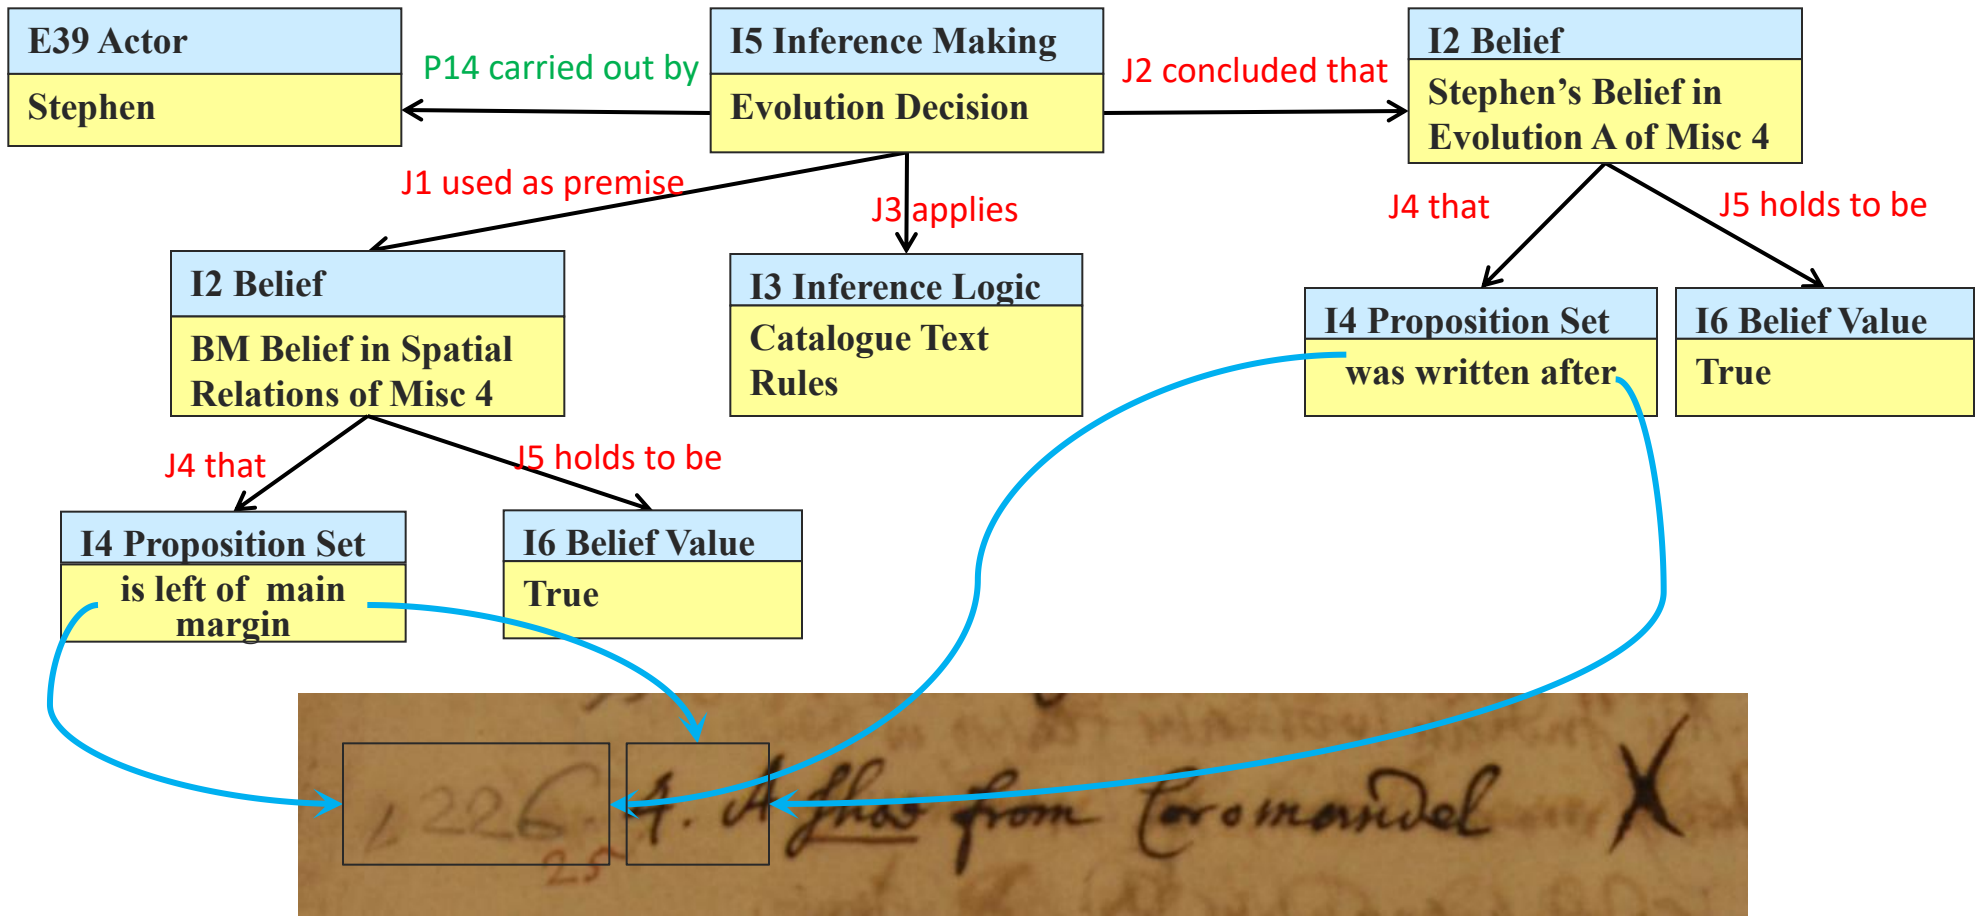 E39 Actor
Stephen
P14 carried out by
I5 Inference Making
Evolution Decision
J2 concluded that
I2 Belief
Stephen’s Belief in
Evolution A of Misc 4
J1 used as premise
J3 applies
J4 that
J5 holds to be
I2 Belief
BM Belief in Spatial
Relations of Misc 4
I3 Inference Logic
Catalogue Text
Rules
I4 Proposition Set
was written after
I6 Belief Value
True
J4 that
J5 holds to be
I4 Proposition Set
is left of main
margin
I6 Belief Value
True
1226. 4. A shoo from Coromandel X
25